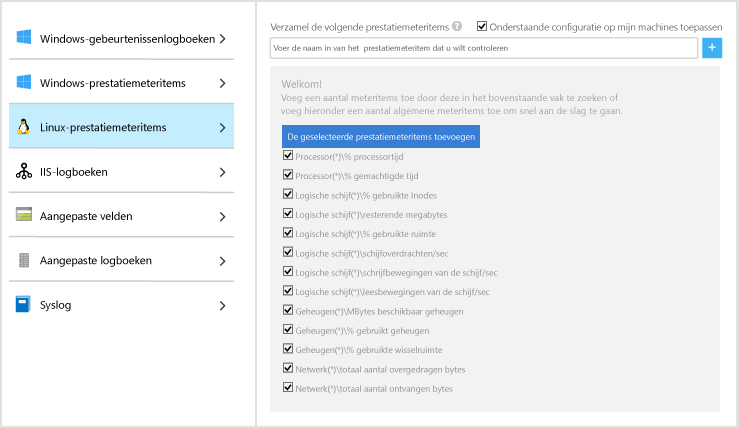 Windows-gebeurtenissenlogboeken
Windows-prestatiemeteritems
Linux-prestatiemeteritems
IIS-logboeken
Aangepaste velden
Aangepaste logboeken
Syslog
Verzamel de volgende prestatiemeteritems ? Onderstaande configuratie op mijn machines toepassen
Voer de naam in van het prestatiemeteritem dat u wilt controleren +
Welkom!
Voeg een aantal meteritems toe door deze in het bovenstaande vak te zoeken of
voeg hieronder een aantal algemene meteritems toe om snel aan de slag te gaan.
De geselecteerde prestatiemeteritems toevoegen
Processor(*)\% processortijd
Processor(*)\% gemachtigde tijd
Logische schijf(*)\% gebruikte Inodes
Logische schijf(*)\resterende megabytes
Logische schijf(*)\% gebruikte ruimte
Logische schijf(*)\schijfoverdrachten/sec
Logische schijf(*)\schrijfbewegingen van de schijf/sec
Logische schijf(*)\leesbewegingen van de schijf/sec
Geheugen(*)\MBytes beschikbaar geheugen
Geheugen(*)\% gebruikt geheugen
Geheugen(*)\% gebruikte wisselruimte
Netwerk(*)\totaal aantal overgedragen bytes
Netwerk(*)\totaal aantal ontvangen bytes